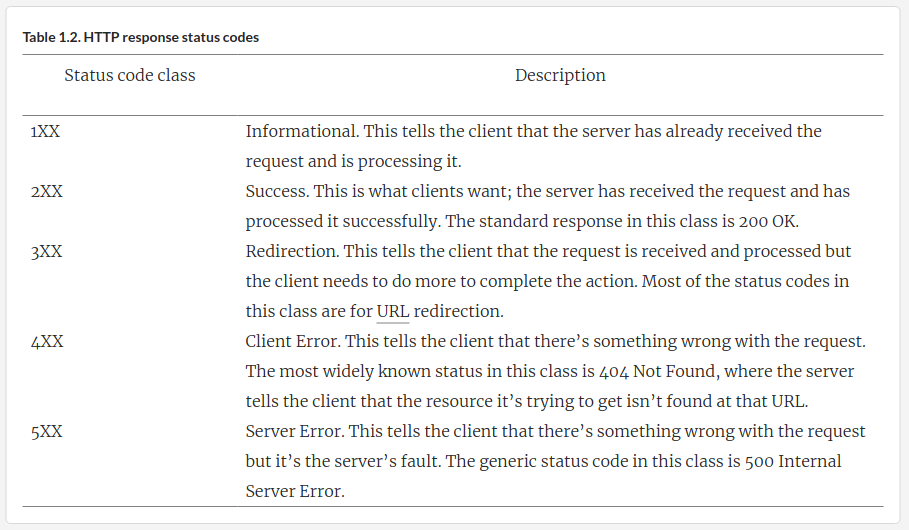 Table 1.2. HTTP response status codes
Status code class Description
1XX Informational. This tells the client that the server has already received the
request and is processing it.
2XX Success. This is what clients want; the server has received the request and has
processed it successfully. The standard response in this class is 200 OK.
3XX Redirection. This tells the client that the request is received and processed but
the client needs to do more to complete the action. Most of the status codes in
this class are for URL redirection.
4XX Client Error. This tells the client that there’s something wrong with the request.
The most widely known status in this class is 404 Not Found, where the server
tells the client that the resource it’s trying to get isn’t found at that URL.
5XX Server Error. This tells the client that there’s something wrong with the request
but it’s the server’s fault. The generic status code in this class is 500 Internal
Server Error.